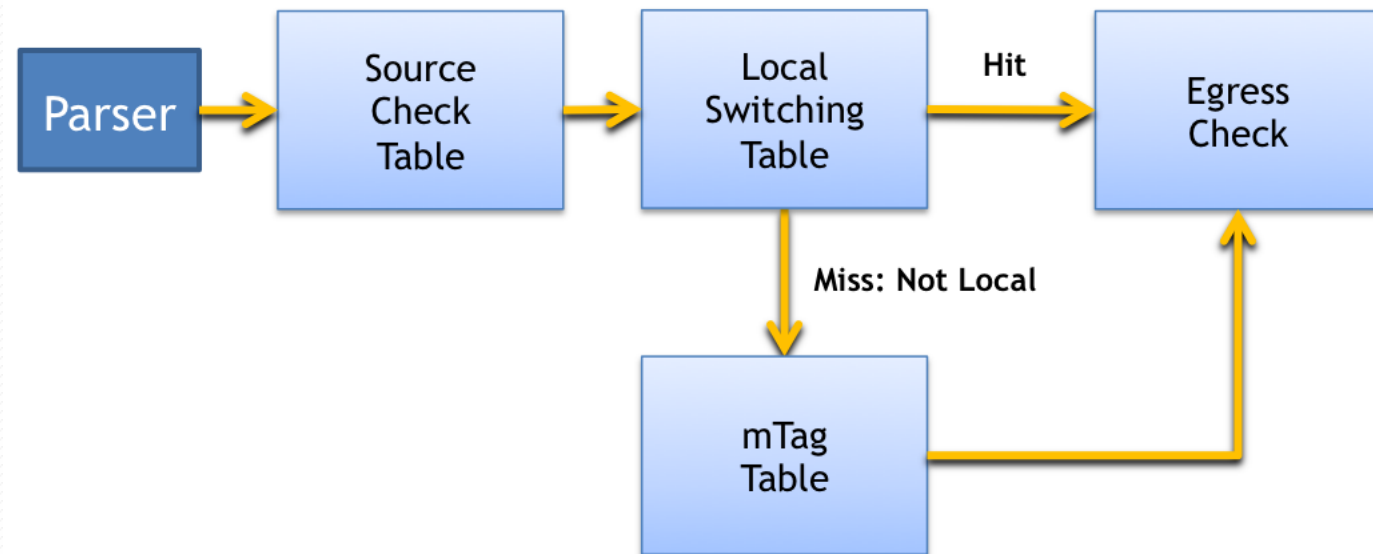 Parser
Source
Check
Table
Local
Switching
Table
Hit
Egress
Check
Miss: Not Local
mTag
Table